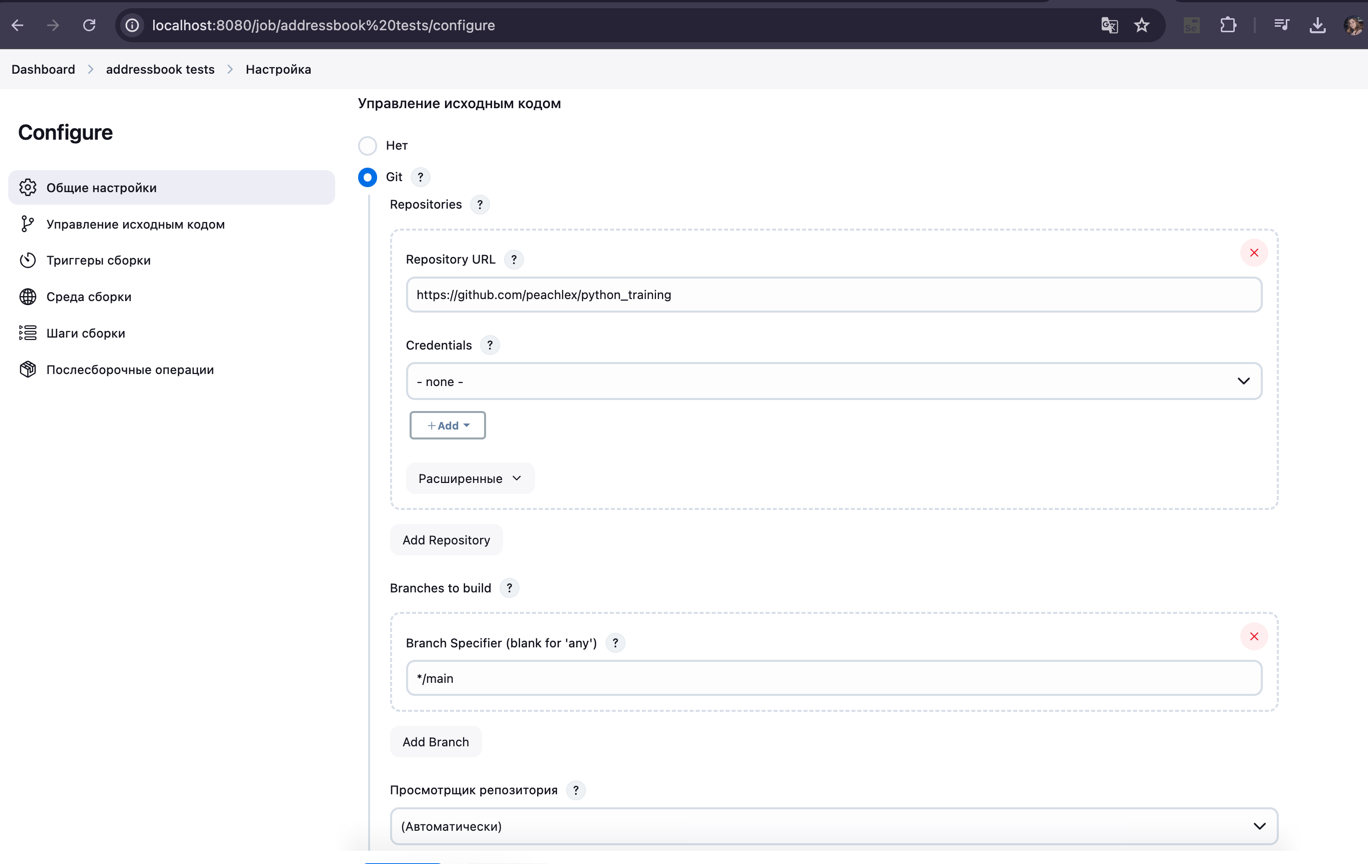 localhost:8080/job/addressbook%20tests/configure
Dashboard > addressbook tests > Настройка
Configure
Общие настройки
Управление исходным кодом
Триггеры сборки
Среда сборки
Шаги сборки
Послесборочные операции
Управление исходным кодом
Нет
Git ?
Repositories ?
Repository URL ?
https://github.com/peachlex/python_training
Credentials ?
- none -
+ Add
Расширенные
Add Repository
Branches to build ?
Branch Specifier (blank for 'any') ?
*/main
Add Branch
Просмотрщик репозитория ?
(Автоматически)